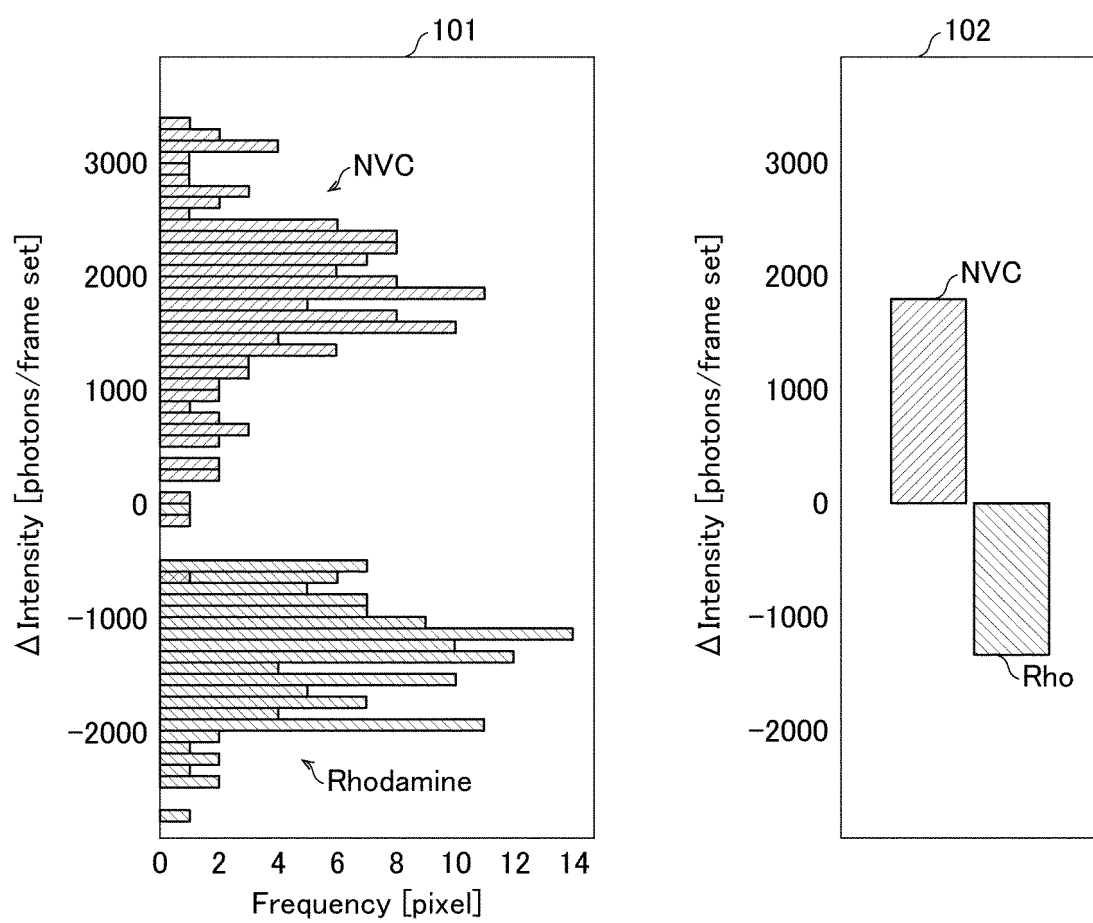 101
3000
2000
1000
0
-1000
-2000
Δ Intensity [photons/frame set]
NVC
Rhodamine
0 2 4 6 8 10 12 14
Frequency [pixel]
102
3000
2000
1000
0
-1000
-2000
Δ Intensity [photons/frame set]
NVC
Rho